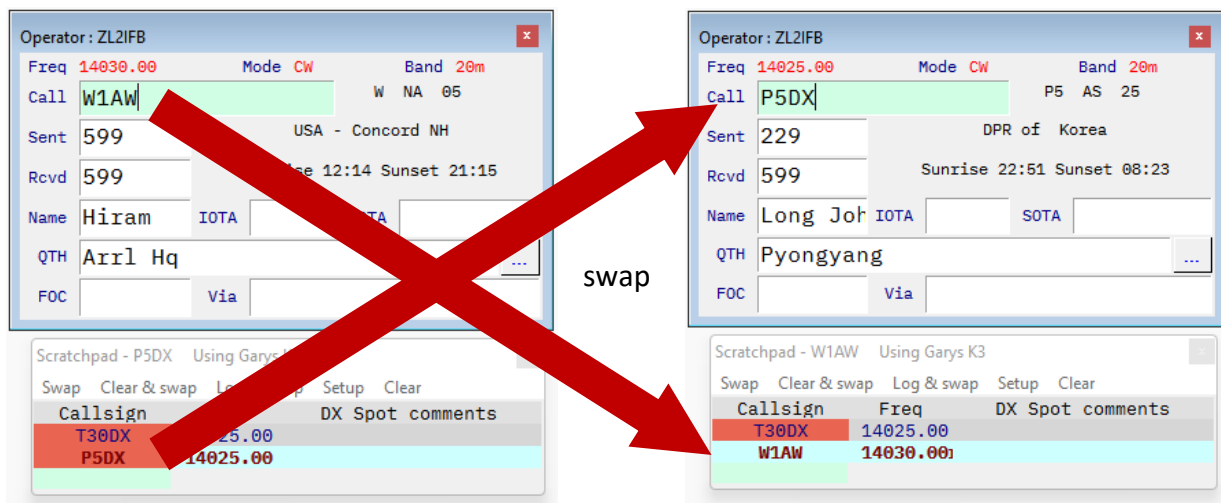 Operator : ZL2IFB x
Freq 14030.00 Mode CW Band 20m
Call W1AW W NA 05
Sent 599 USA - Concord NH
Rcvd 599 12:14 Sunset 21:15
Name Hiram IOTA
QTH Arrl Hq ...
FOC Via
Scratchpad - P5DX Using Garys
Swap Clear & swap Setup Clear
Callsign DX Spot comments
T30DX 25.00
P5DX 14025.00
swap
Operator : ZL2IFB x
Freq 14025.00 Mode CW Band 20m
Call P5DX P5 AS 25
Sent 229 DPR of Korea
Rcvd 599 Sunrise 22:51 Sunset 08:23
Name Long Joh IOTA SOTA
QTH Pyongyang ...
FOC Via
Scratchpad - W1AW Using Garys K3 x
Swap Clear & swap Log & swap Setup Clear
Callsign Freq DX Spot comments
T30DX 14025.00
W1AW 14030.00